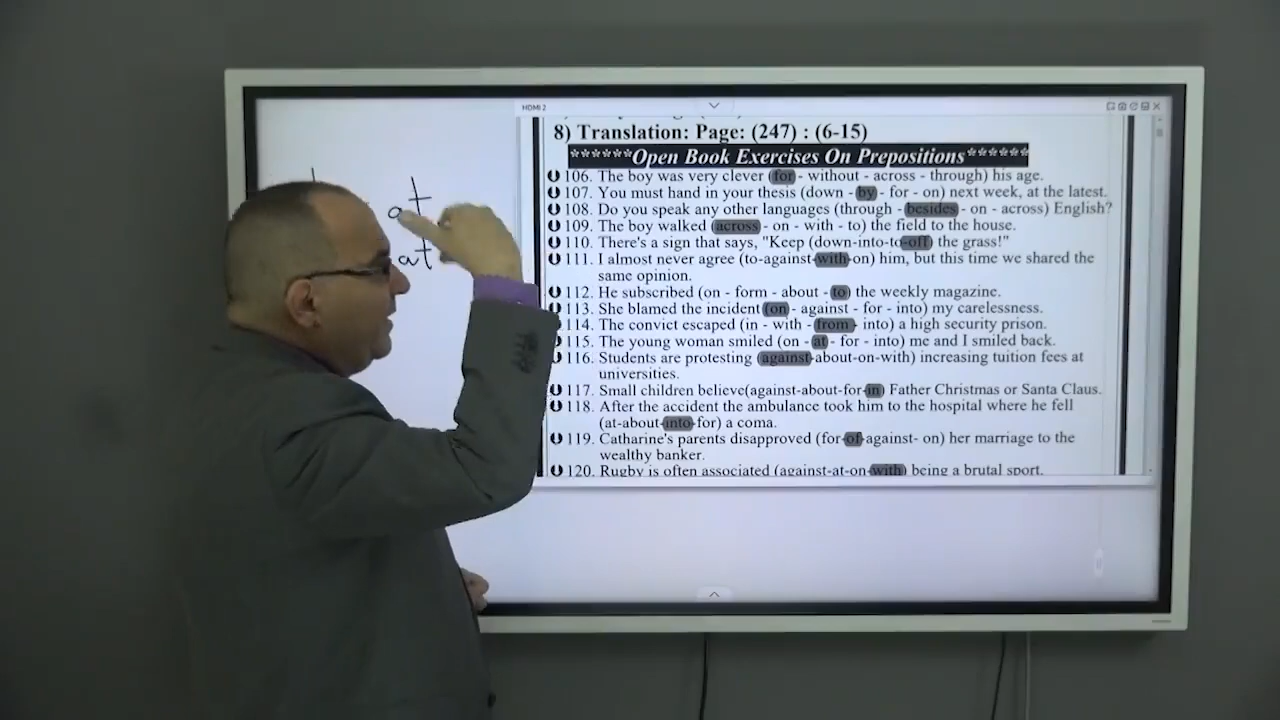 HDMI 2
8) Translation: Page: (247) : (6-15)
******Open Book Exercises On Prepositions******
106. The boy was very clever (for - without - across - through) his age.
107. You must hand in your thesis (down - by - for - on) next week, at the latest.
108. Do you speak any other languages (through - besides - on - across) English?
109. The boy walked (across - on - with - to) the field to the house.
110. There's a sign that says, "Keep (down-into-to-off) the grass!"
111. I almost never agree (to-against-with-on) him, but this time we shared the
same opinion.
112. He subscribed (on - form - about - to) the weekly magazine.
113. She blamed the incident (on - against - for - into) my carelessness.
114. The convict escaped (in - with - from - into) a high security prison.
115. The young woman smiled (on - at - for - into) me and I smiled back.
116. Students are protesting (against-about-on-with) increasing tuition fees at
universities.
117. Small children believe(against-about-for-in) Father Christmas or Santa Claus.
118. After the accident the ambulance took him to the hospital where he fell
(at-about-into-for) a coma.
119. Catharine's parents disapproved (for-of-against- on) her marriage to the
wealthy banker.
120. Rugby is often associated (against-at-on-with) being a brutal sport.
at
at